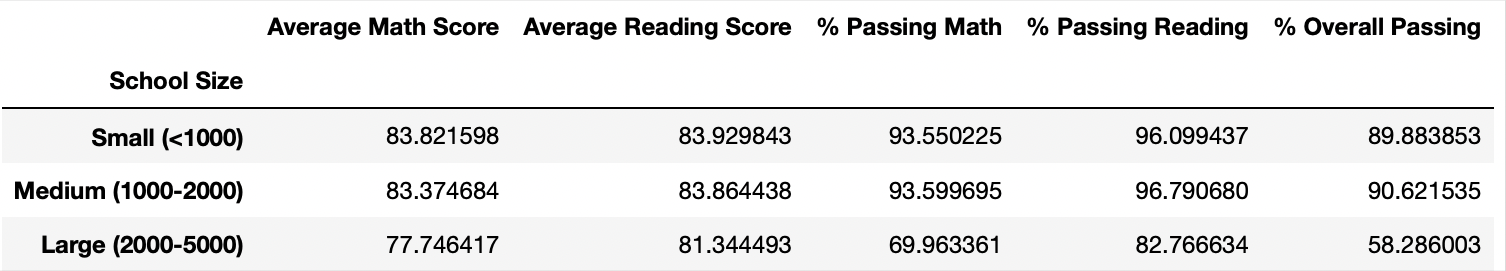 Average Math Score Average Reading Score % Passing Math % Passing Reading % Overall Passing
School Size
Small (<1000) 83.821598 83.929843 93.550225 96.099437 89.883853
Medium (1000-2000) 83.374684 83.864438 93.599695 96.790680 90.621535
Large (2000-5000) 77.746417 81.344493 69.963361 82.766634 58.286003